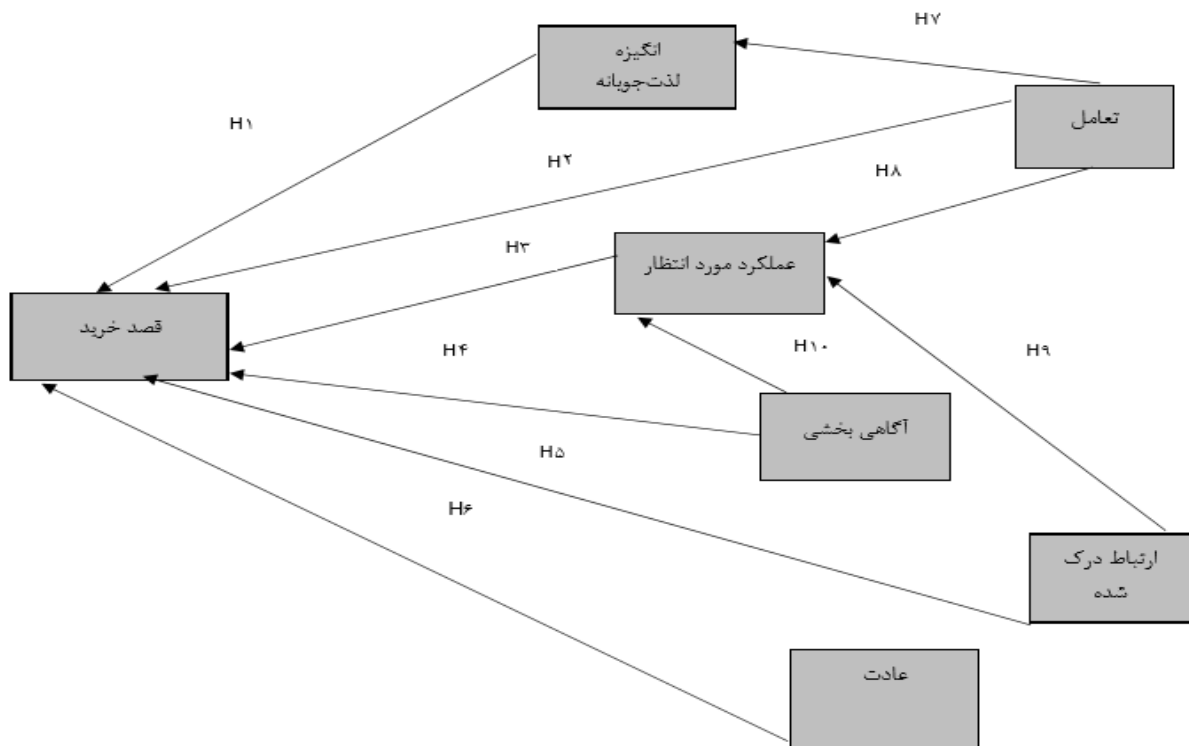 H۷
انگیزه
لذت‌جویانه
تعامل
H۱
H۲
H۸
H۳
عملکرد مورد انتظار
قصد خرید
H۴
H۱۰
H۹
آگاهی بخشی
H۵
H۶
ارتباط درک
شده
عادت